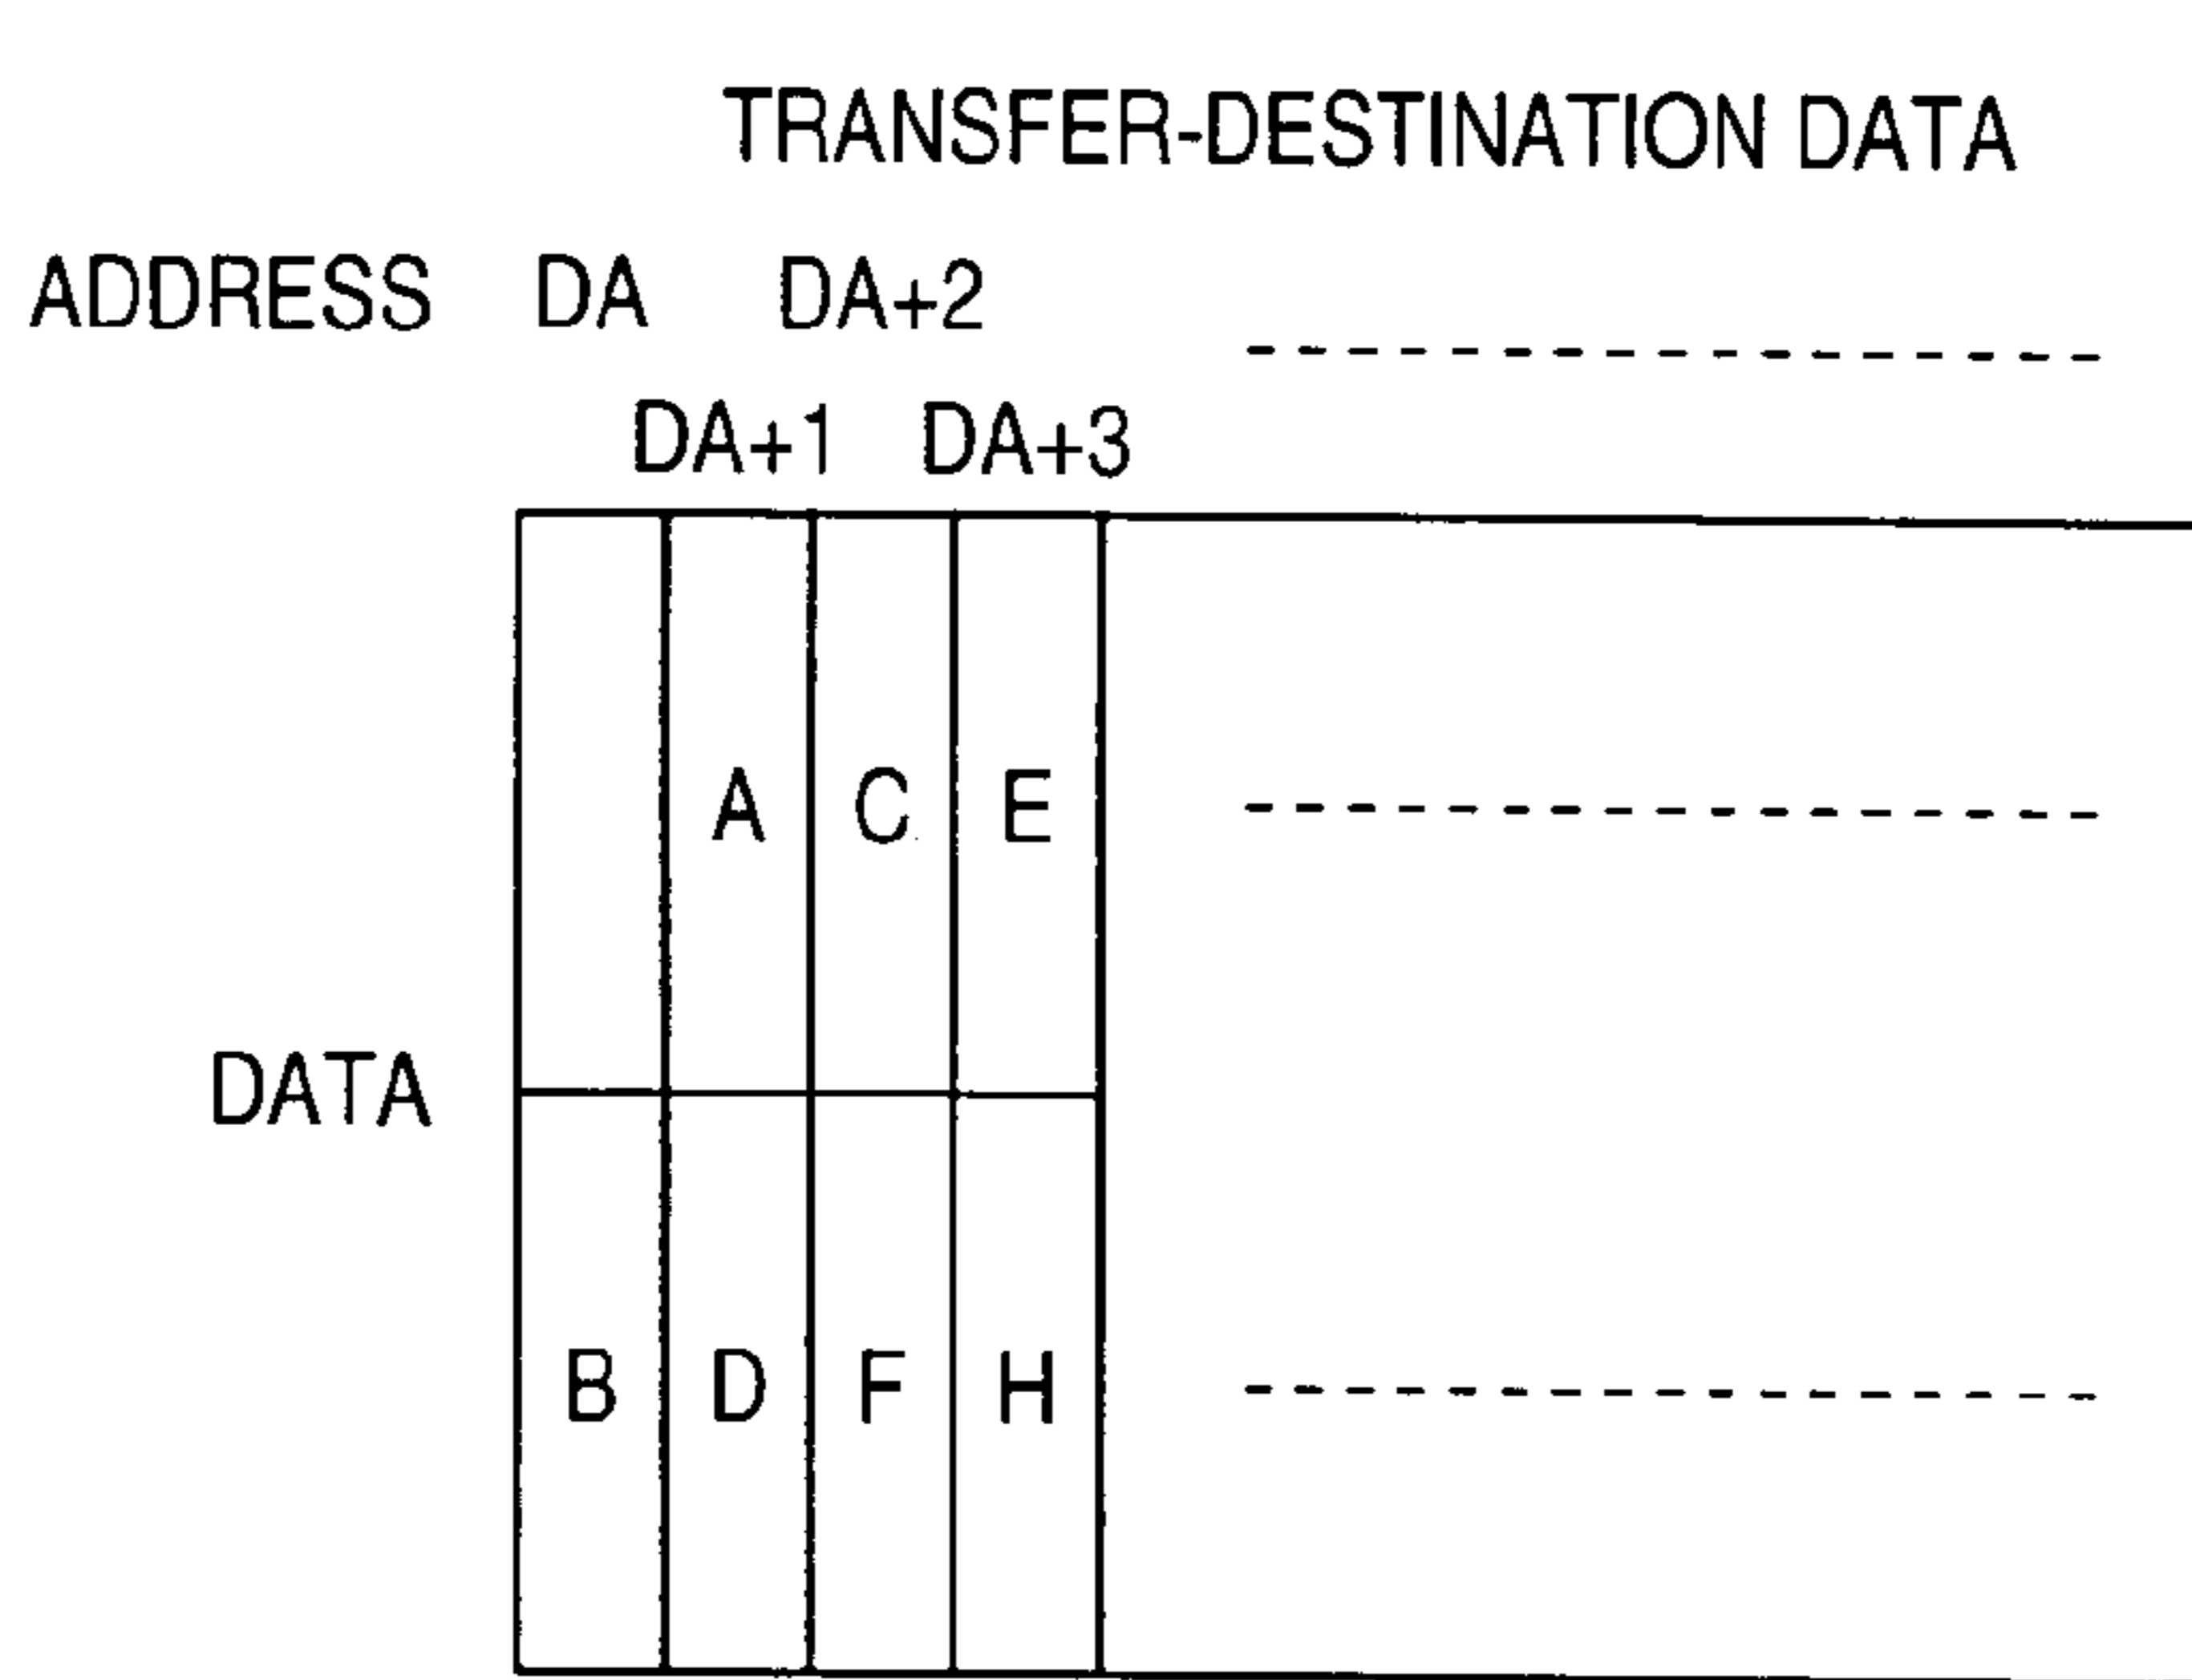 TRANSFER-DESTINATION DATA
ADDRESS DA DA+2
DA+1 DA+3
A C E
DATA
B D F H